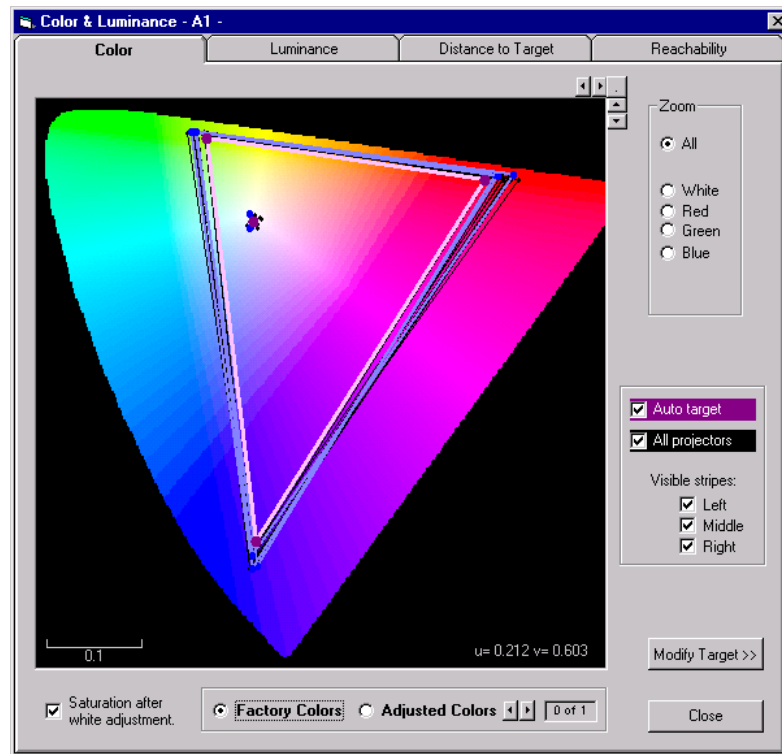 Color & Luminance - A1 -
Color
Luminance
Distance to Target
Reachability
Zoom
All
White
Red
Green
Blue
Auto target
All projectors
Visible stripes:
Left
Middle
Right
0.1
u= 0.212 v= 0.603
Modify Target >>
Saturation after
white adjustment.
Factory Colors
Adjusted Colors
0 of 1
Close